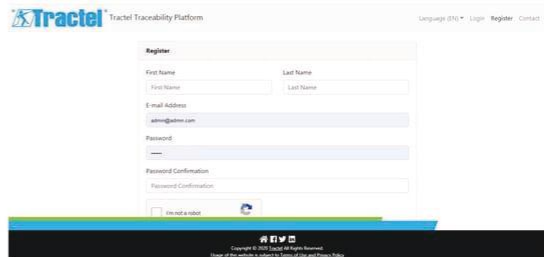 Tractel Tractel Traceability Platform Language (EN) Login Register Contact
Register
First Name Last Name
First Name Last Name
E-mail Address
admin@admin.com
Password
Password Confirmation
Password Confirmation
I'm not a robot
Copyright © 2020 Tractel All Rights Reserved.
Usage of this website is subject to Terms of Use and Privacy Policy